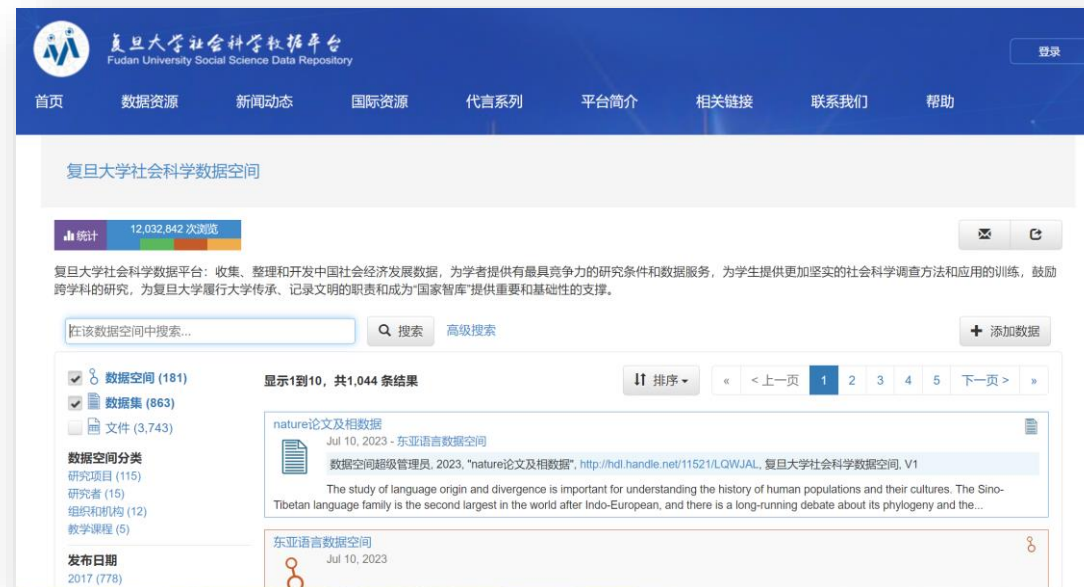 复旦大学社会科学数据平台
Fudan University Social Science Data Repository
登录
首页 数据资源 新闻动态 国际资源 代言系列 平台简介 相关链接 联系我们 帮助
复旦大学社会科学数据空间
统计 12,032,842 次浏览
复旦大学社会科学数据平台：收集、整理和开发中国社会经济发展数据，为学者提供有最具竞争力的研究条件和数据服务，为学生提供更加坚实的社会科学调查方法和应用的训练，鼓励
跨学科的研究，为复旦大学履行大学传承、记录文明的职责和成为“国家智库”提供重要和基础性的支撑。
在该数据空间中搜索... 搜索 高级搜索 添加数据
数据空间 (181)
数据集 (863)
文件 (3,743)
数据空间分类
研究项目 (115)
研究者 (15)
组织和机构 (12)
教学课程 (5)
发布日期
2017 (778)
显示1到10，共1,044 条结果 排序 « < 上一页 1 2 3 4 5 下一页 > »
nature论文及相数据
Jul 10, 2023 - 东亚语言数据空间
数据空间超级管理员, 2023, "nature论文及相数据", http://hdl.handle.net/11521/LQWJAL, 复旦大学社会科学数据空间, V1
The study of language origin and divergence is important for understanding the history of human populations and their cultures. The Sino-
Tibetan language family is the second largest in the world after Indo-European, and there is a long-running debate about its phylogeny and the...
东亚语言数据空间
Jul 10, 2023